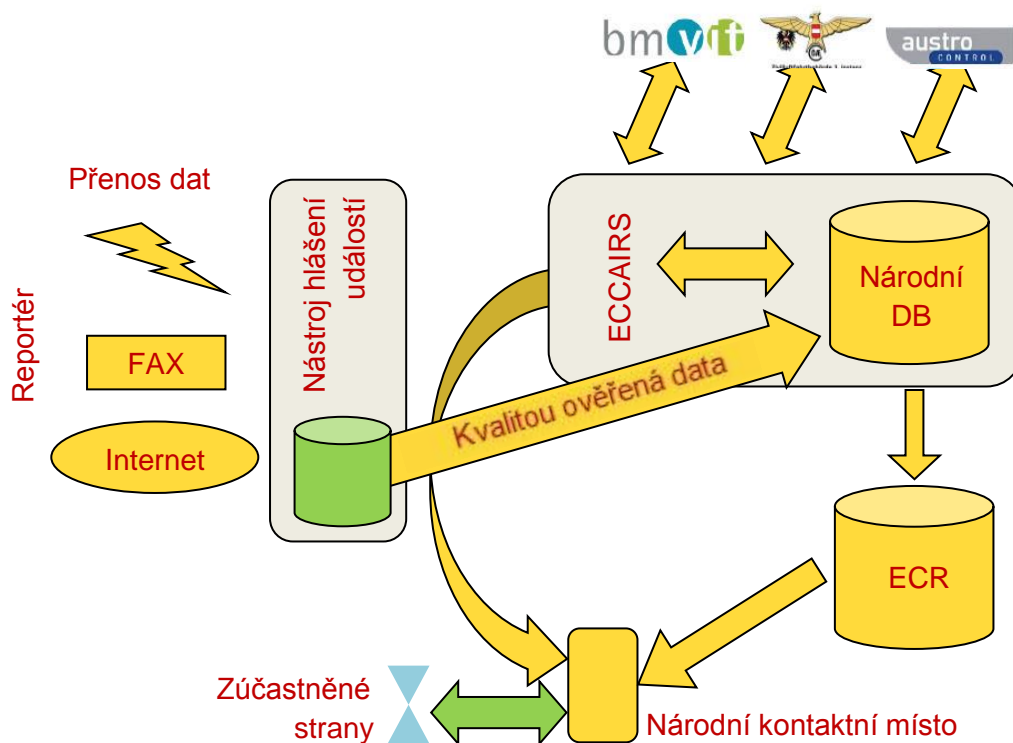 bmvit
austro
CONTROL
Přenos dat
Reportér
FAX
Internet
Nástroj hlášení
událostí
ECCAIRS
Národní
DB
Kvalitou ověřená data
ECR
Zúčastněné
strany
Národní kontaktní místo